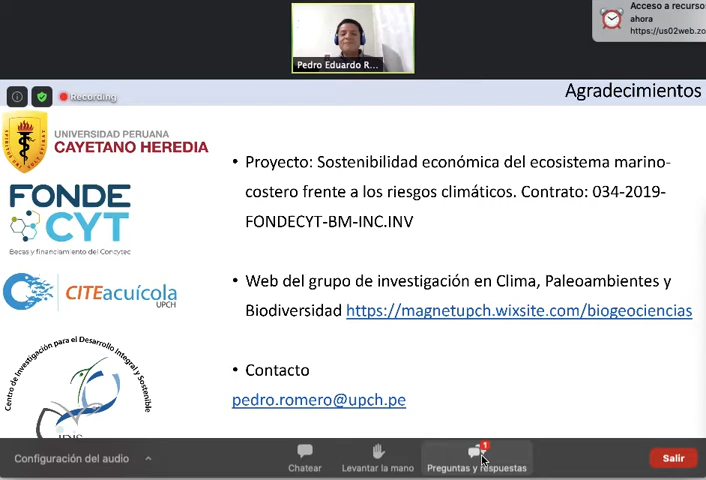 Acceso a recurso
ahora
https://us02web.zo
Pedro Eduardo R...
Recording
Agradecimientos
UNIVERSIDAD PERUANA
CAYETANO HEREDIA
• Proyecto: Sostenibilidad económica del ecosistema marino-
costero frente a los riesgos climáticos. Contrato: 034-2019-
FONDECYT-BM-INC.INV
FONDE
CYT
Becas y financiamiento del Concytec
• Web del grupo de investigación en Clima, Paleoambientes y
Biodiversidad https://magnetupch.wixsite.com/biogeociencias
CITEacuícola
UPCH
Centro de Investigación para el Desarrollo Integral y Sostenible
• Contacto
pedro.romero@upch.pe
Configuración del audio
Chatear
Levantar la mano
1
Preguntas y respuestas
Salir